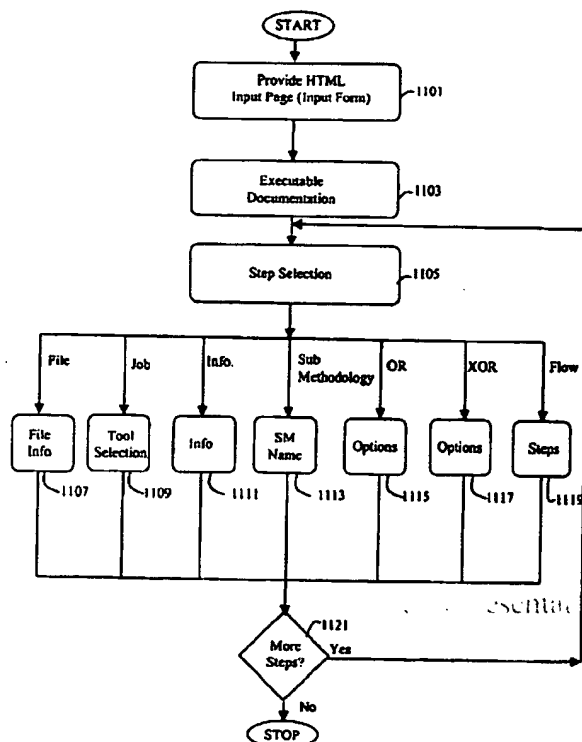 START
Provide HTML
Input Page (Input Form)
1101
Executable
Documentation
1103
Step Selection
1105
File
Job
Info.
Sub
Methodology
OR
XOR
Flow
File
Info
Tool
Selection
Info
SM
Name
Options
Options
Steps
1107
1109
1111
1113
1115
1117
1119
1121
More
Steps?
Yes
No
STOP